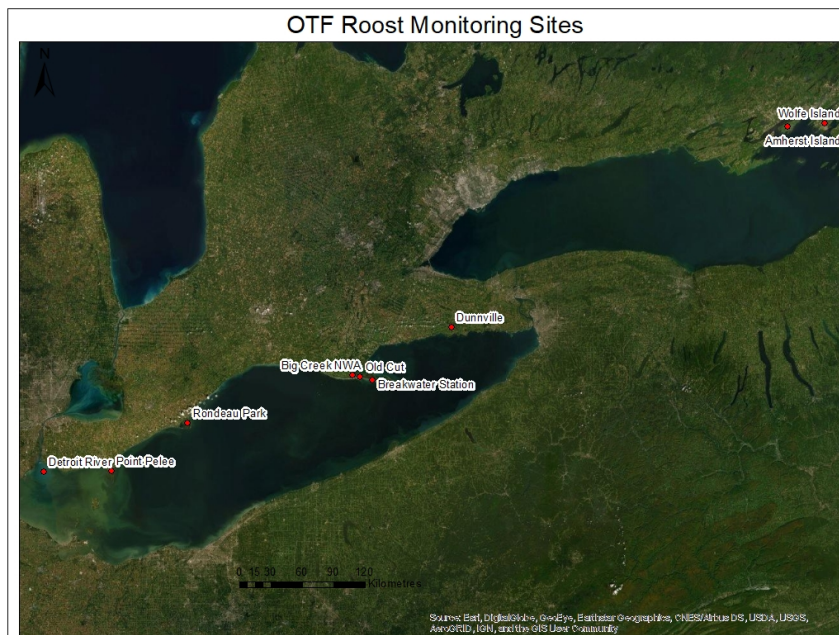 OTF Roost Monitoring Sites
N
Wolfe Island
Amherst Island
Dunnville
Big Creek NWA
Old Cut
Breakwater Station
Rondeau Park
Detroit River
Point Pelee
0 15 30 60 90 120
Kilometres
Source: Esri, DigitalGlobe, GeoEye, Earthstar Geographics, CNES/Airbus DS, USDA, USGS,
AeroGRID, IGN, and the GIS User Community